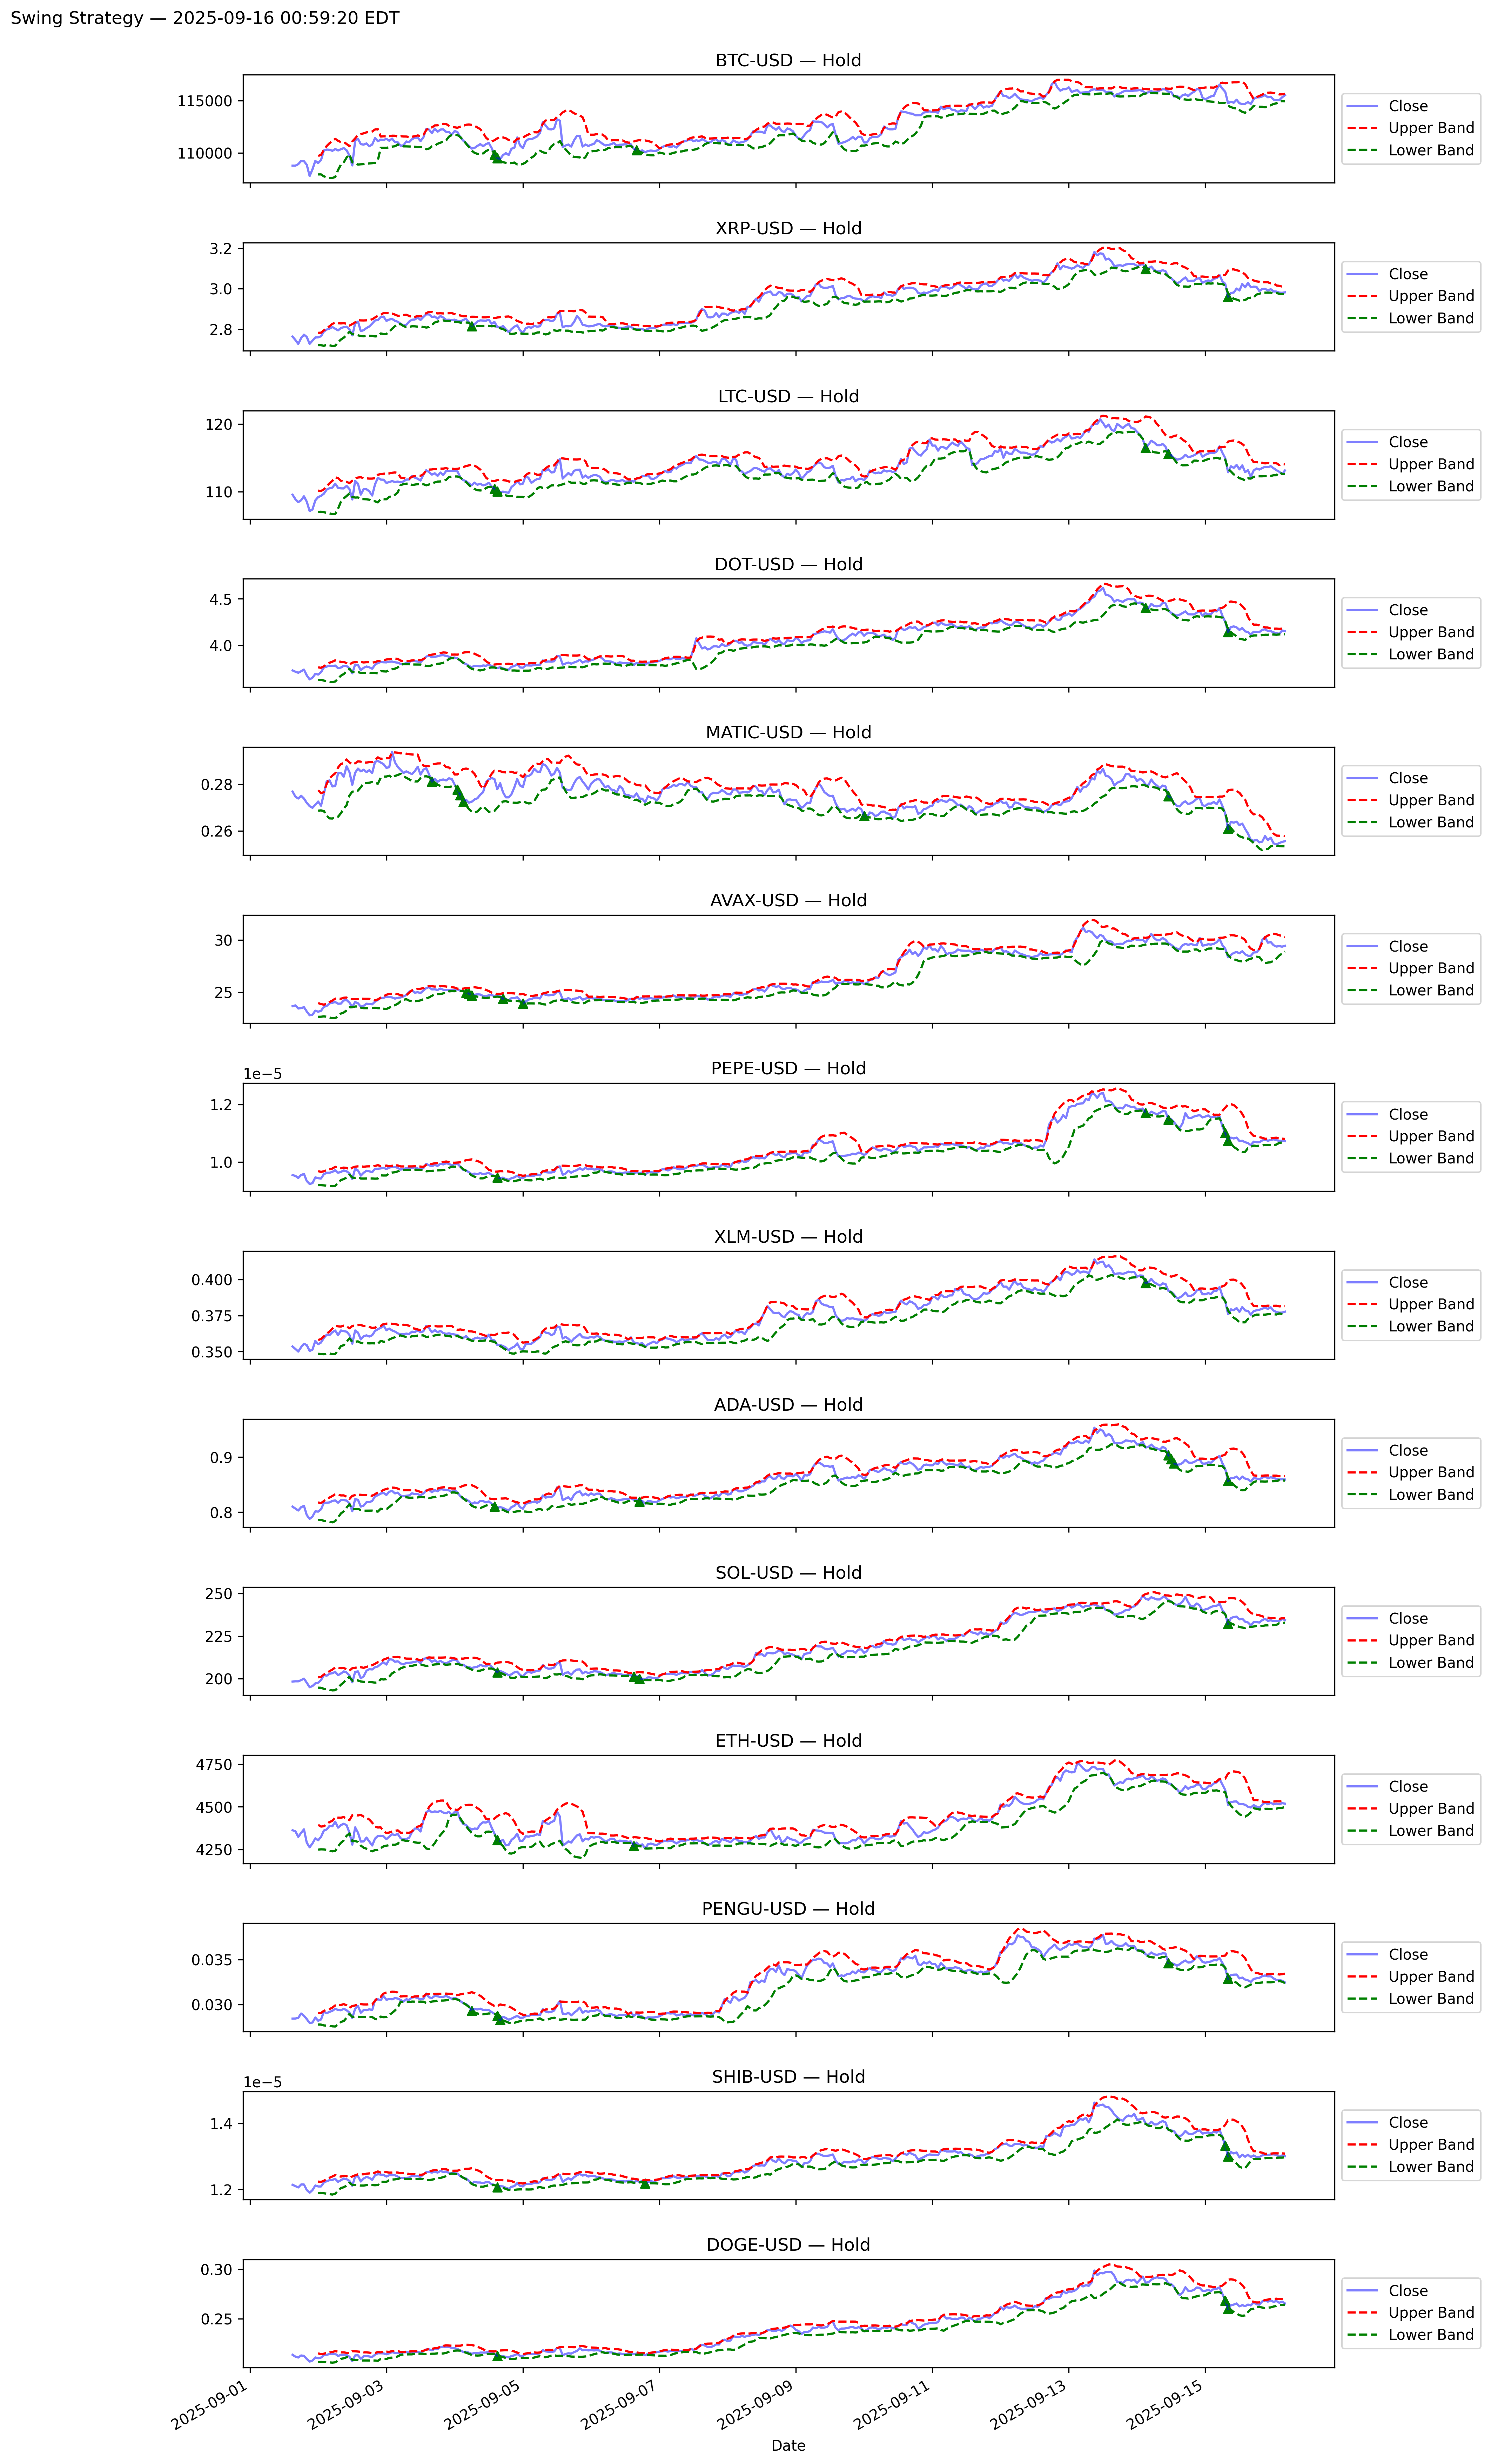 Swing Strategy — 2025-09-16 00:59:20 EDT
BTC-USD — Hold
115000
110000
Close
Upper Band
Lower Band
XRP-USD — Hold
3.2
3.0
2.8
Close
Upper Band
Lower Band
LTC-USD — Hold
120
110
Close
Upper Band
Lower Band
DOT-USD — Hold
4.5
4.0
Close
Upper Band
Lower Band
MATIC-USD — Hold
0.28
0.26
Close
Upper Band
Lower Band
AVAX-USD — Hold
30
25
Close
Upper Band
Lower Band
PEPE-USD — Hold
1e−5
1.2
1.0
Close
Upper Band
Lower Band
XLM-USD — Hold
0.400
0.375
0.350
Close
Upper Band
Lower Band
ADA-USD — Hold
0.9
0.8
Close
Upper Band
Lower Band
SOL-USD — Hold
250
225
200
Close
Upper Band
Lower Band
ETH-USD — Hold
4750
4500
4250
Close
Upper Band
Lower Band
PENGU-USD — Hold
0.035
0.030
Close
Upper Band
Lower Band
SHIB-USD — Hold
1e−5
1.4
1.2
Close
Upper Band
Lower Band
DOGE-USD — Hold
0.30
0.25
Close
Upper Band
Lower Band
2025-09-01
2025-09-03
2025-09-05
2025-09-07
2025-09-09
2025-09-11
2025-09-13
2025-09-15
Date